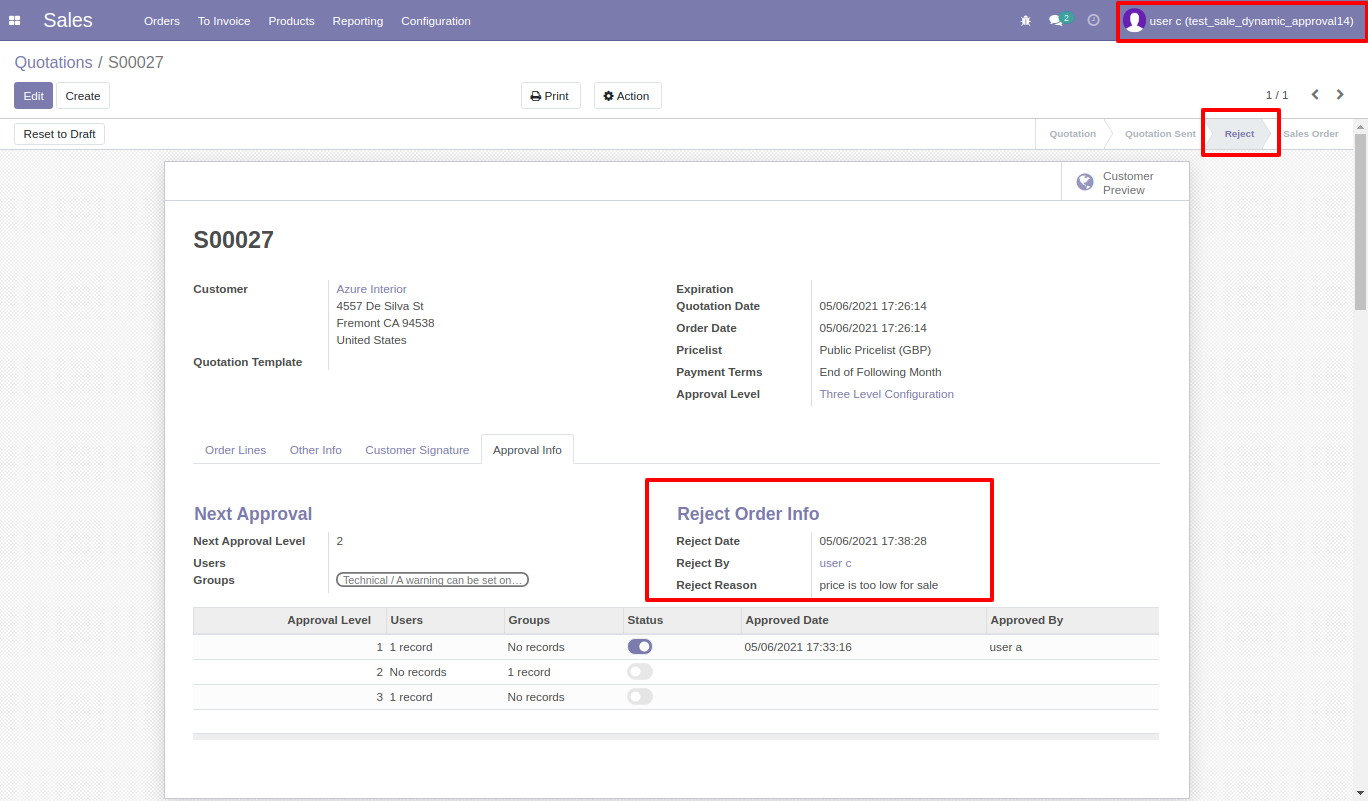 Sales Orders To Invoice Products Reporting Configuration 2 user c (test_sale_dynamic_approval14)
Quotations / S00027
Edit Create Print Action 1 / 1
Reset to Draft Quotation Quotation Sent Reject Sales Order
Customer
Preview
S00027
Customer Azure Interior
4557 De Silva St
Fremont CA 94538
United States
Quotation Template
Expiration
Quotation Date 05/06/2021 17:26:14
Order Date 05/06/2021 17:26:14
Pricelist Public Pricelist (GBP)
Payment Terms End of Following Month
Approval Level Three Level Configuration
Order Lines Other Info Customer Signature Approval Info
Next Approval
Next Approval Level 2
Users
Groups Technical / A warning can be set on…
Reject Order Info
Reject Date 05/06/2021 17:38:28
Reject By user c
Reject Reason price is too low for sale
Approval Level Users Groups Status Approved Date Approved By
1 1 record No records 05/06/2021 17:33:16 user a
2 No records 1 record
3 1 record No records